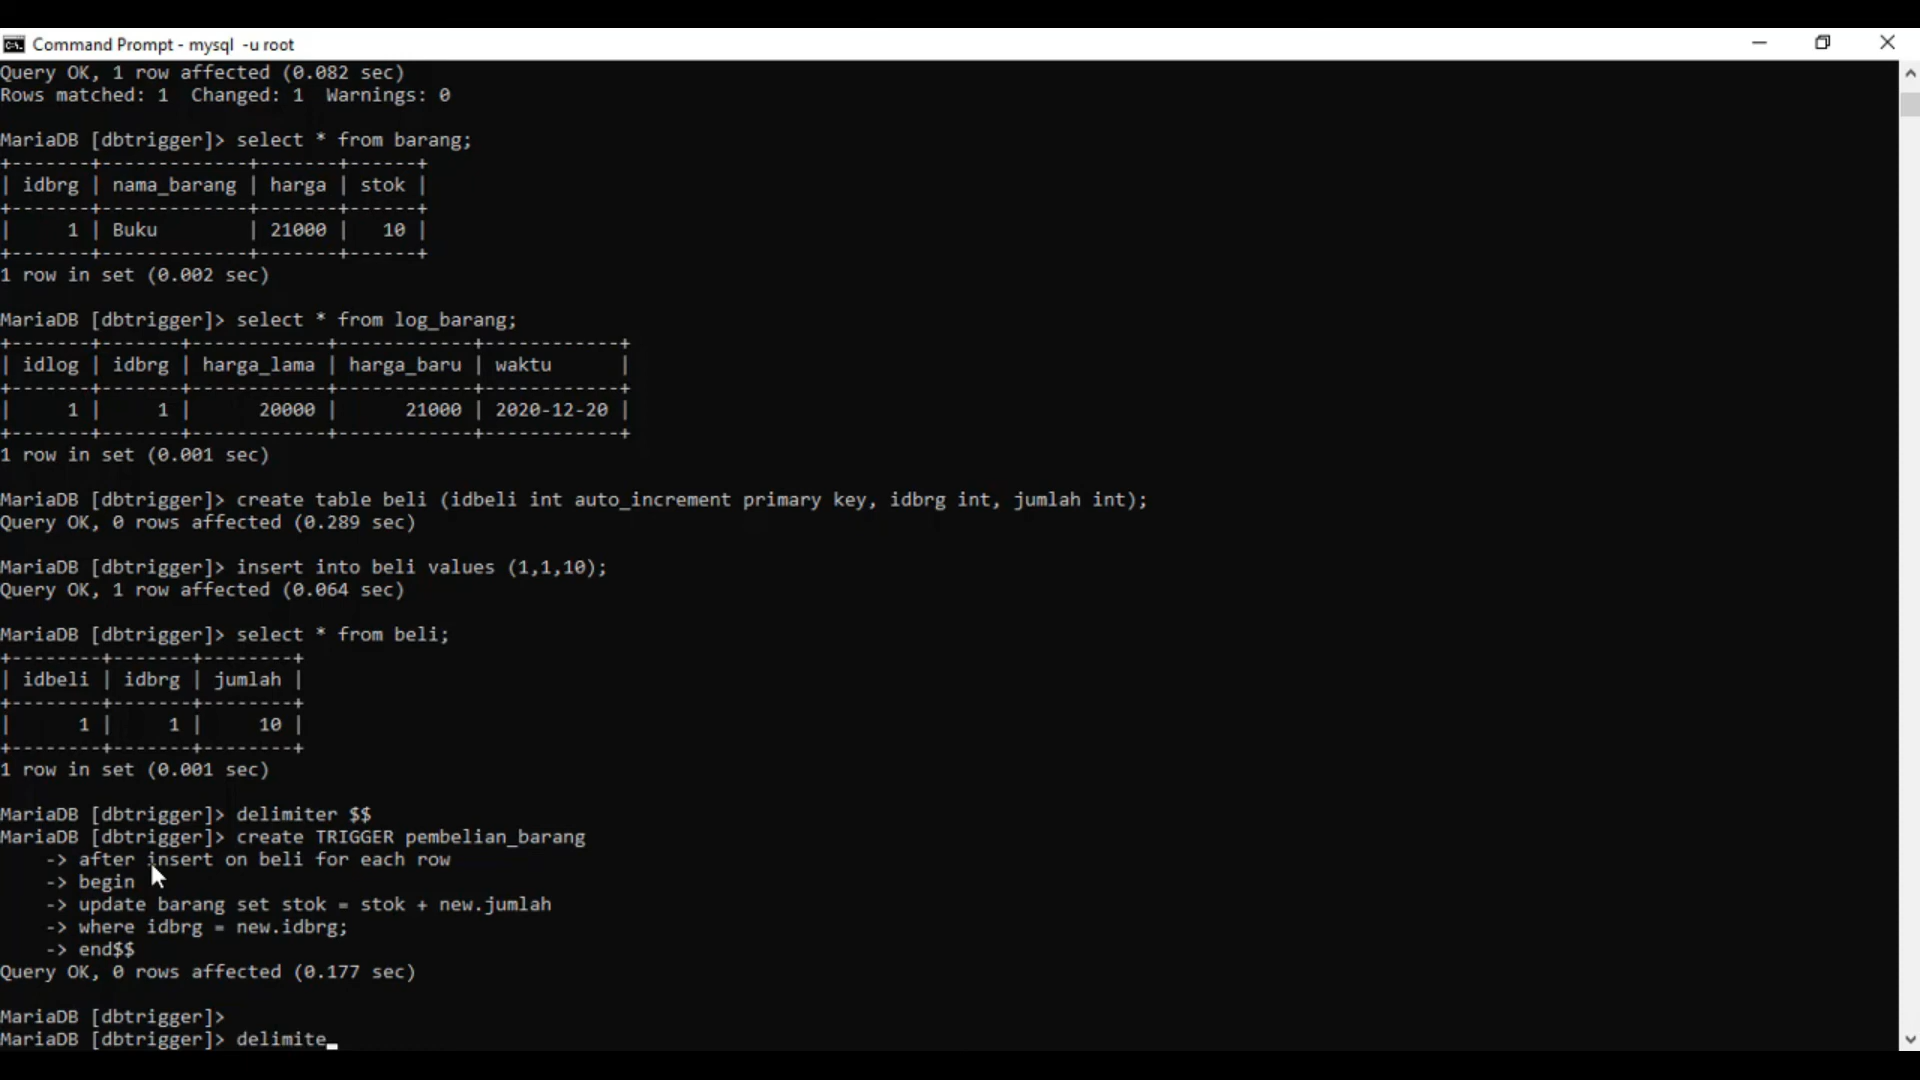 Command Prompt - mysql  -u root
Query OK, 1 row affected (0.082 sec)
Rows matched: 1  Changed: 1  Warnings: 0
MariaDB [dbtrigger]> select * from barang;
+-------+-------------+-------+------+
| idbrg | nama_barang | harga | stok |
+-------+-------------+-------+------+
|     1 | Buku        | 21000 |   10 |
+-------+-------------+-------+------+
1 row in set (0.002 sec)
MariaDB [dbtrigger]> select * from log_barang;
+-------+-------+------------+------------+------------+
| idlog | idbrg | harga_lama | harga_baru | waktu      |
+-------+-------+------------+------------+------------+
|     1 |     1 |      20000 |      21000 | 2020-12-20 |
+-------+-------+------------+------------+------------+
1 row in set (0.001 sec)
MariaDB [dbtrigger]> create table beli (idbeli int auto_increment primary key, idbrg int, jumlah int);
Query OK, 0 rows affected (0.289 sec)
MariaDB [dbtrigger]> insert into beli values (1,1,10);
Query OK, 1 row affected (0.064 sec)
MariaDB [dbtrigger]> select * from beli;
+--------+-------+--------+
| idbeli | idbrg | jumlah |
+--------+-------+--------+
|      1 |     1 |     10 |
+--------+-------+--------+
1 row in set (0.001 sec)
MariaDB [dbtrigger]> delimiter $$
MariaDB [dbtrigger]> create TRIGGER pembelian_barang
    -> after insert on beli for each row
    -> begin
    -> update barang set stok = stok + new.jumlah
    -> where idbrg = new.idbrg;
    -> end$$
Query OK, 0 rows affected (0.177 sec)
MariaDB [dbtrigger]>
MariaDB [dbtrigger]> delimite